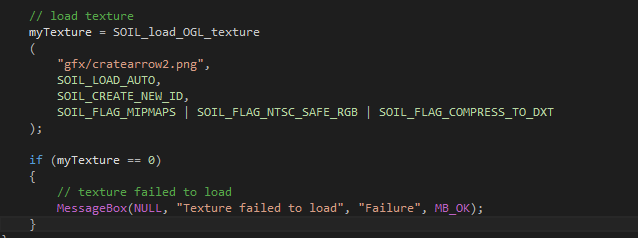 // load texture
myTexture = SOIL_load_OGL_texture
(
"gfx/cratearrow2.png",
SOIL_LOAD_AUTO,
SOIL_CREATE_NEW_ID,
SOIL_FLAG_MIPMAPS | SOIL_FLAG_NTSC_SAFE_RGB | SOIL_FLAG_COMPRESS_TO_DXT
);
if (myTexture == 0)
{
// texture failed to load
MessageBox(NULL, "Texture failed to load", "Failure", MB_OK);
}